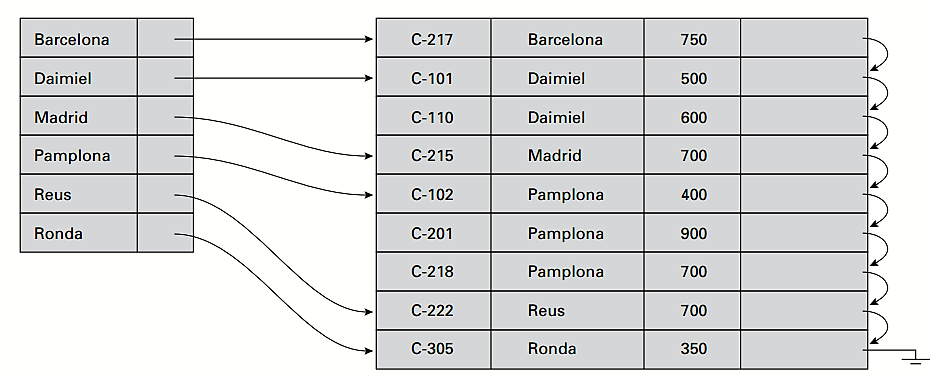 Barcelona
Daimiel
Madrid
Pamplona
Reus
Ronda
C-217 Barcelona 750
C-101 Daimiel 500
C-110 Daimiel 600
C-215 Madrid 700
C-102 Pamplona 400
C-201 Pamplona 900
C-218 Pamplona 700
C-222 Reus 700
C-305 Ronda 350